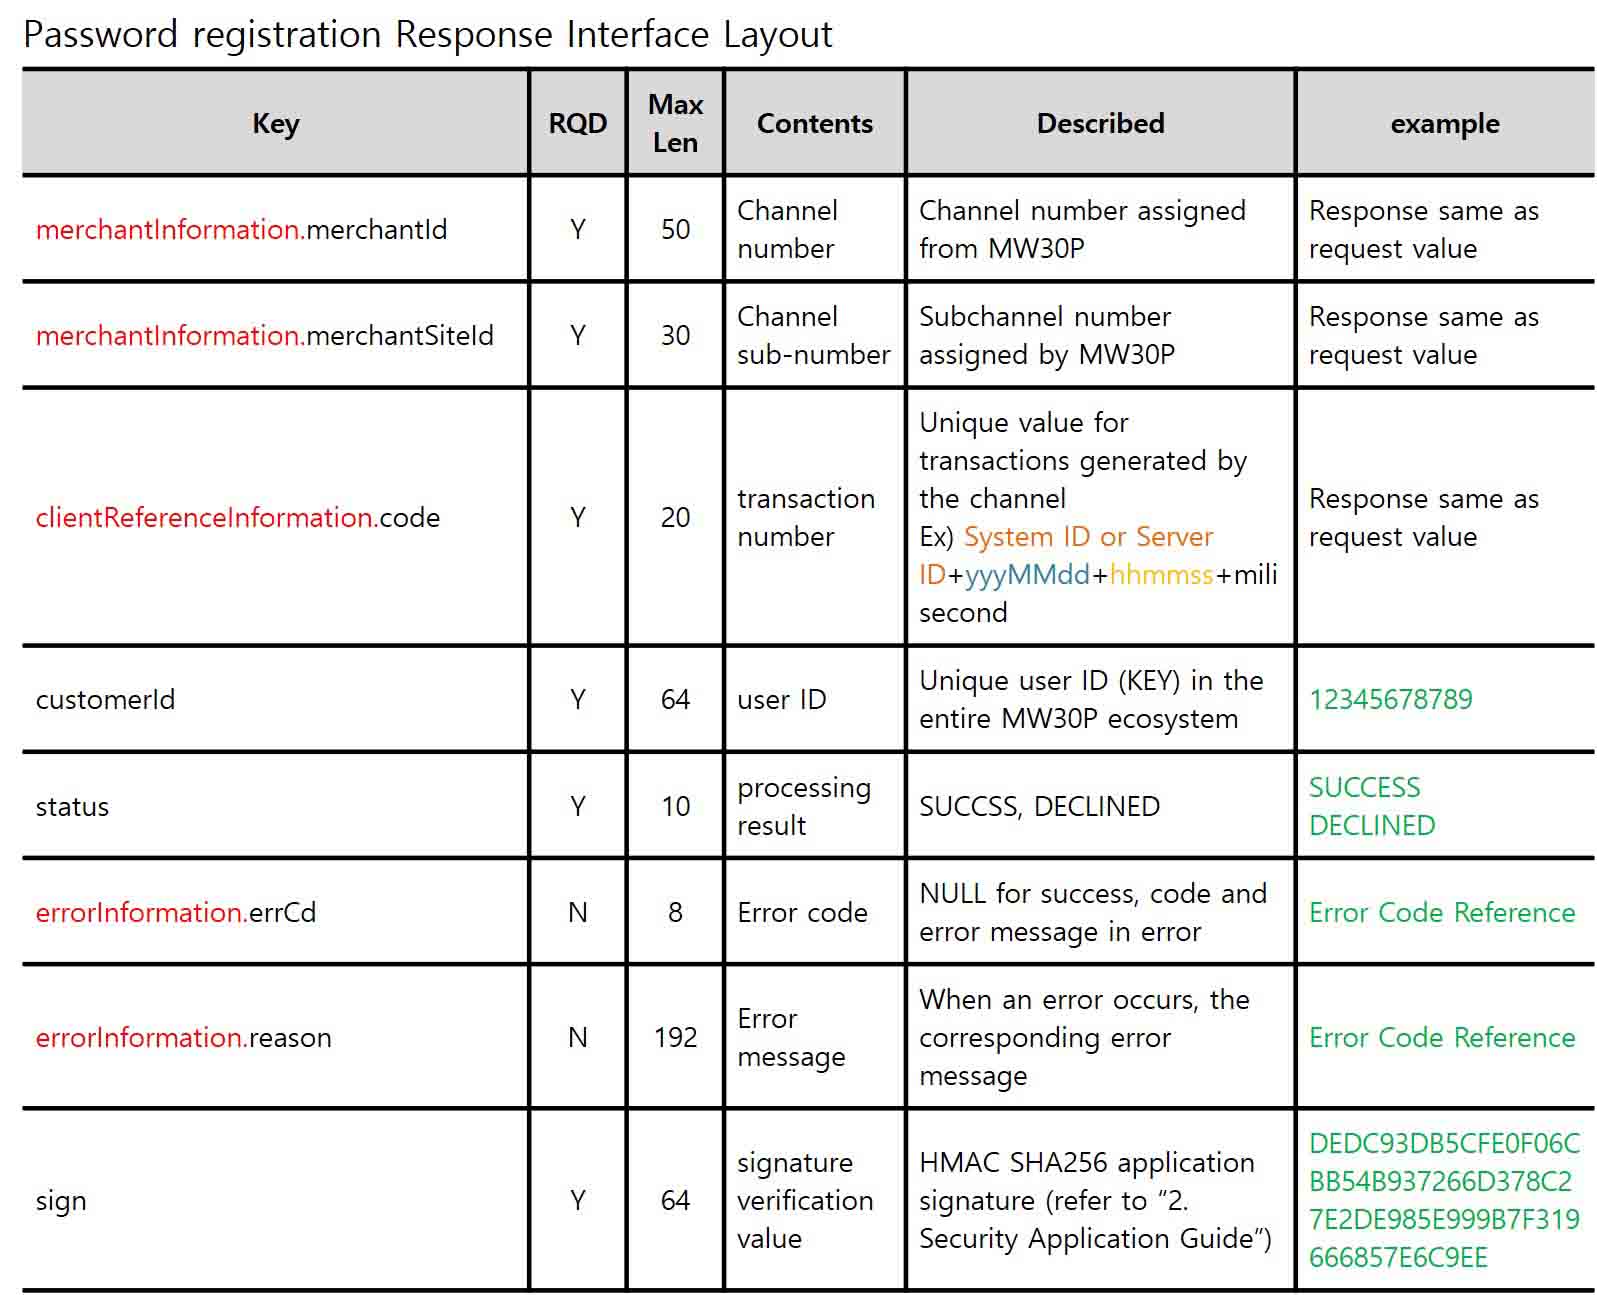 Password registration Response Interface Layout
Key
RQD
Max
Len
Contents
Described
example
merchantInformation.merchantId
Y
50
Channel
number
Channel number assigned
from MW30P
Response same as
request value
merchantInformation.merchantSiteId
Y
30
Channel
sub-number
Subchannel number
assigned by MW30P
Response same as
request value
clientReferenceInformation.code
Y
20
transaction
number
Unique value for
transactions generated by
the channel
Ex) System ID or Server
ID+yyyMMdd+hhmmss+mili
second
Response same as
request value
customerId
Y
64
user ID
Unique user ID (KEY) in the
entire MW30P ecosystem
12345678789
status
Y
10
processing
result
SUCCSS, DECLINED
SUCCESS
DECLINED
errorInformation.errCd
N
8
Error code
NULL for success, code and
error message in error
Error Code Reference
errorInformation.reason
N
192
Error
message
When an error occurs, the
corresponding error
message
Error Code Reference
sign
Y
64
signature
verification
value
HMAC SHA256 application
signature (refer to “2.
Security Application Guide”)
DEDC93DB5CFE0F06C
BB54B937266D378C2
7E2DE985E999B7F319
666857E6C9EE